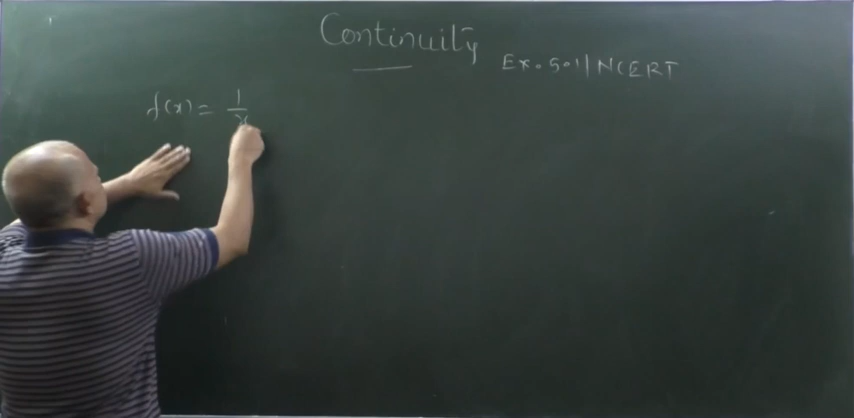 Continuity
Ex. 5.1 | NCERT
f(x) = 1/x